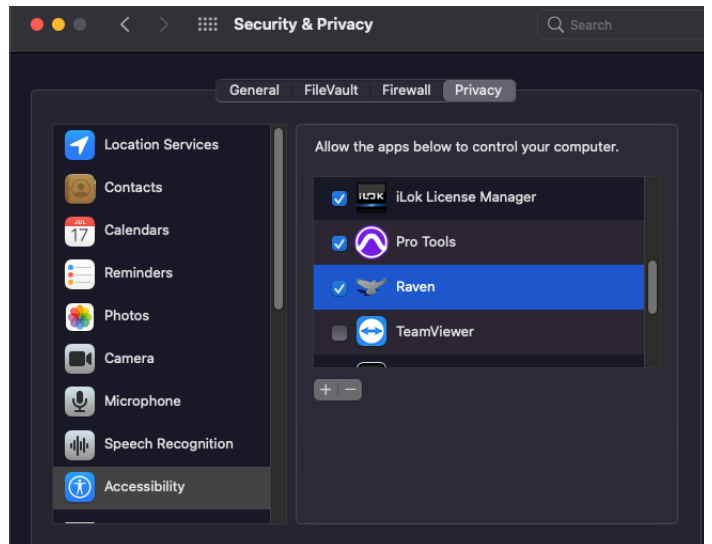 Security & Privacy
Search
General FileVault Firewall Privacy
Location Services
Contacts
JUL
17
Calendars
Reminders
Photos
Camera
Microphone
Speech Recognition
Accessibility
Allow the apps below to control your computer.
iLOK
iLok License Manager
Pro Tools
Raven
TeamViewer